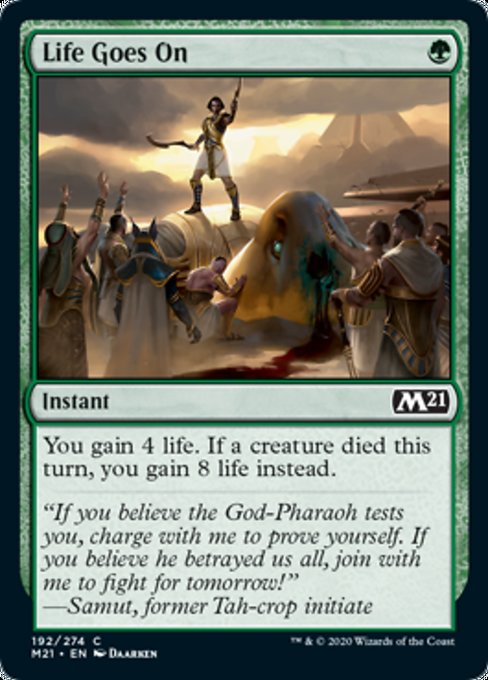 Life Goes On
Instant
M21
You gain 4 life. If a creature died this
turn, you gain 8 life instead.
“If you believe the God-Pharaoh tests
you, charge with me to prove yourself. If
you believe he betrayed us all, join with
me to fight for tomorrow!”
—Samut, former Tah-crop initiate
192/274 C
M21 • EN Daarken
™ & © 2020 Wizards of the Coast